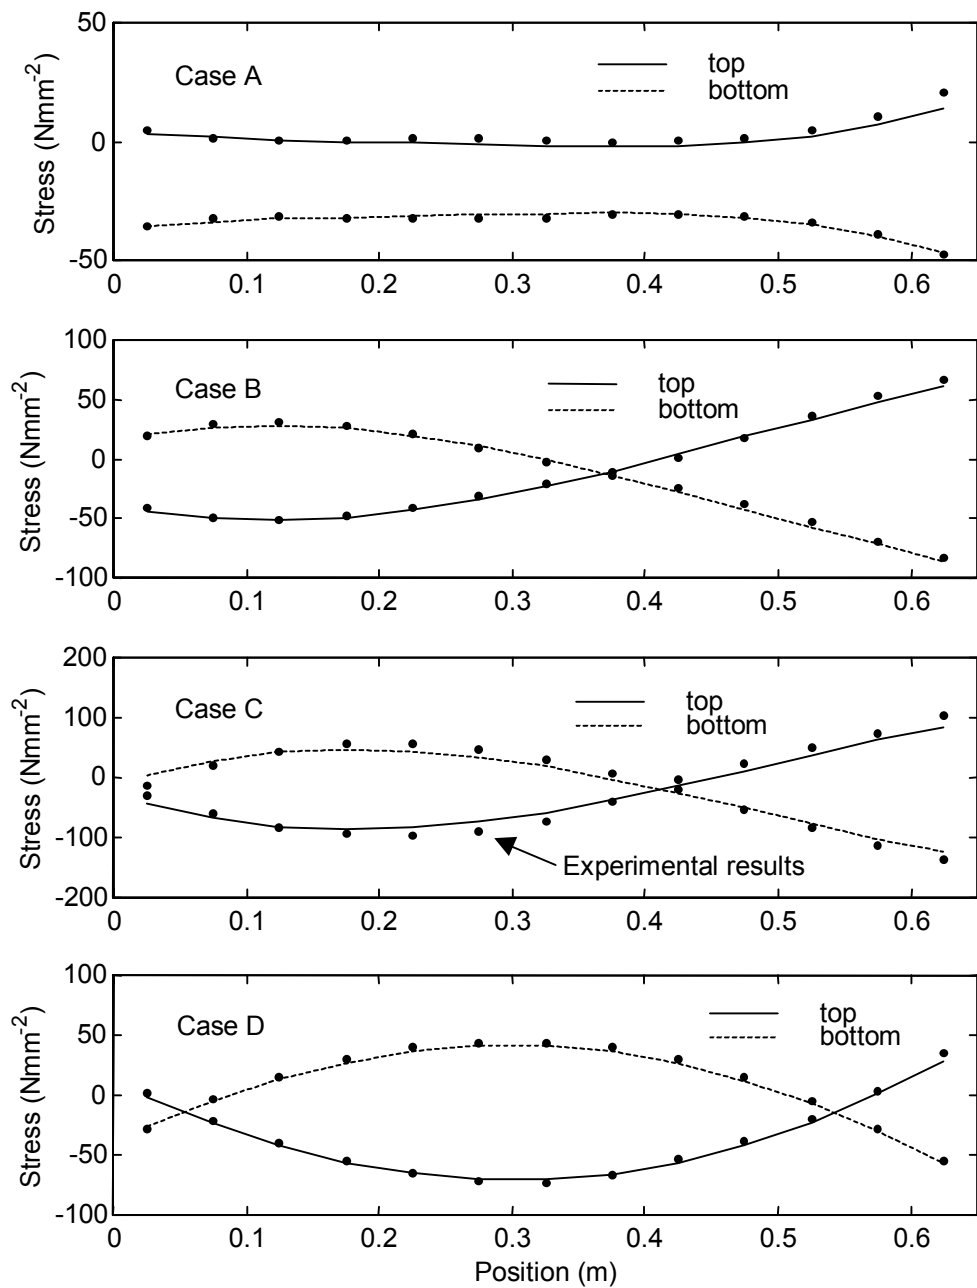 50
Case A
top
bottom
0
Stress (Nmm-2)
-50
0 0.1 0.2 0.3 0.4 0.5 0.6
100
Case B
top
bottom
50
0
Stress (Nmm-2)
-50
-100
0 0.1 0.2 0.3 0.4 0.5 0.6
200
Case C
top
bottom
100
0
Stress (Nmm-2)
-100
Experimental results
-200
0 0.1 0.2 0.3 0.4 0.5 0.6
100
Case D
top
bottom
50
0
Stress (Nmm-2)
-50
-100
0 0.1 0.2 0.3 0.4 0.5 0.6
Position (m)